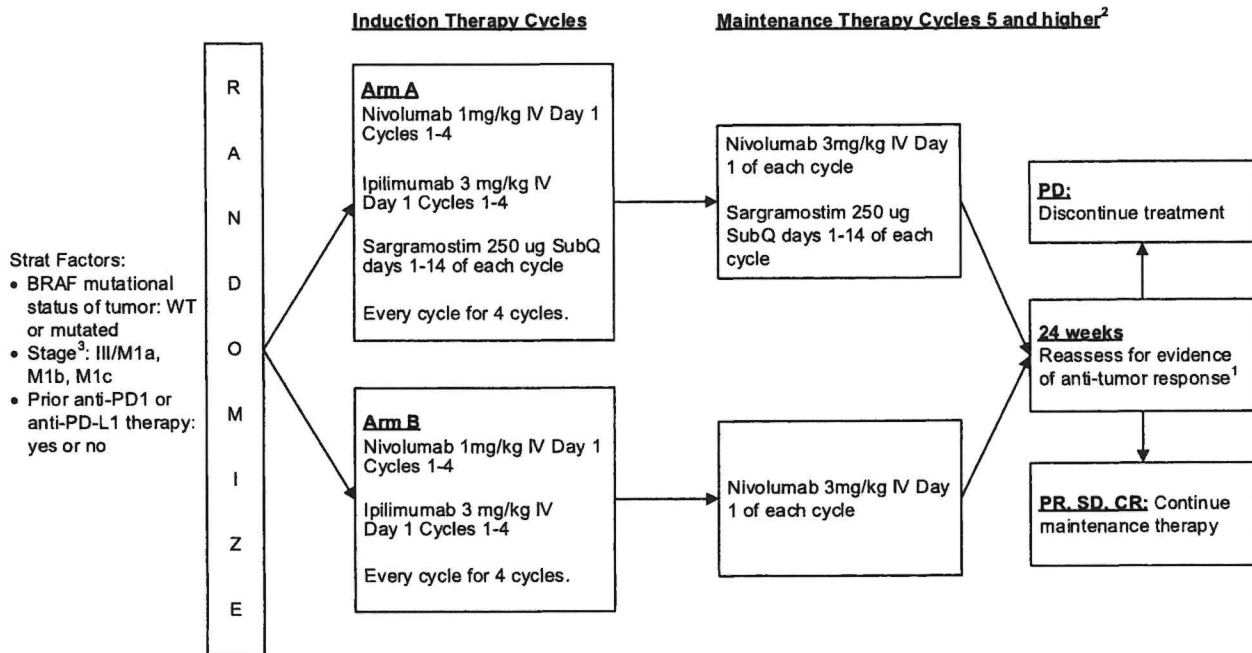 Induction Therapy Cycles
Maintenance Therapy Cycles 5 and higher²
Strat Factors:
• BRAF mutational
status of tumor: WT
or mutated
• Stage³: III/M1a,
M1b, M1c
• Prior anti-PD1 or
anti-PD-L1 therapy:
yes or no
R
A
N
D
O
M
I
Z
E
Arm A
Nivolumab 1mg/kg IV Day 1
Cycles 1-4
Ipilimumab 3 mg/kg IV
Day 1 Cycles 1-4
Sargramostim 250 ug SubQ
days 1-14 of each cycle
Every cycle for 4 cycles.
Arm B
Nivolumab 1mg/kg IV Day 1
Cycles 1-4
Ipilimumab 3 mg/kg IV
Day 1 Cycles 1-4
Every cycle for 4 cycles.
Nivolumab 3mg/kg IV Day
1 of each cycle
Sargramostim 250 ug
SubQ days 1-14 of each
cycle
Nivolumab 3mg/kg IV Day
1 of each cycle
PD:
Discontinue treatment
24 weeks
Reassess for evidence
of anti-tumor response¹
PR, SD, CR: Continue
maintenance therapy